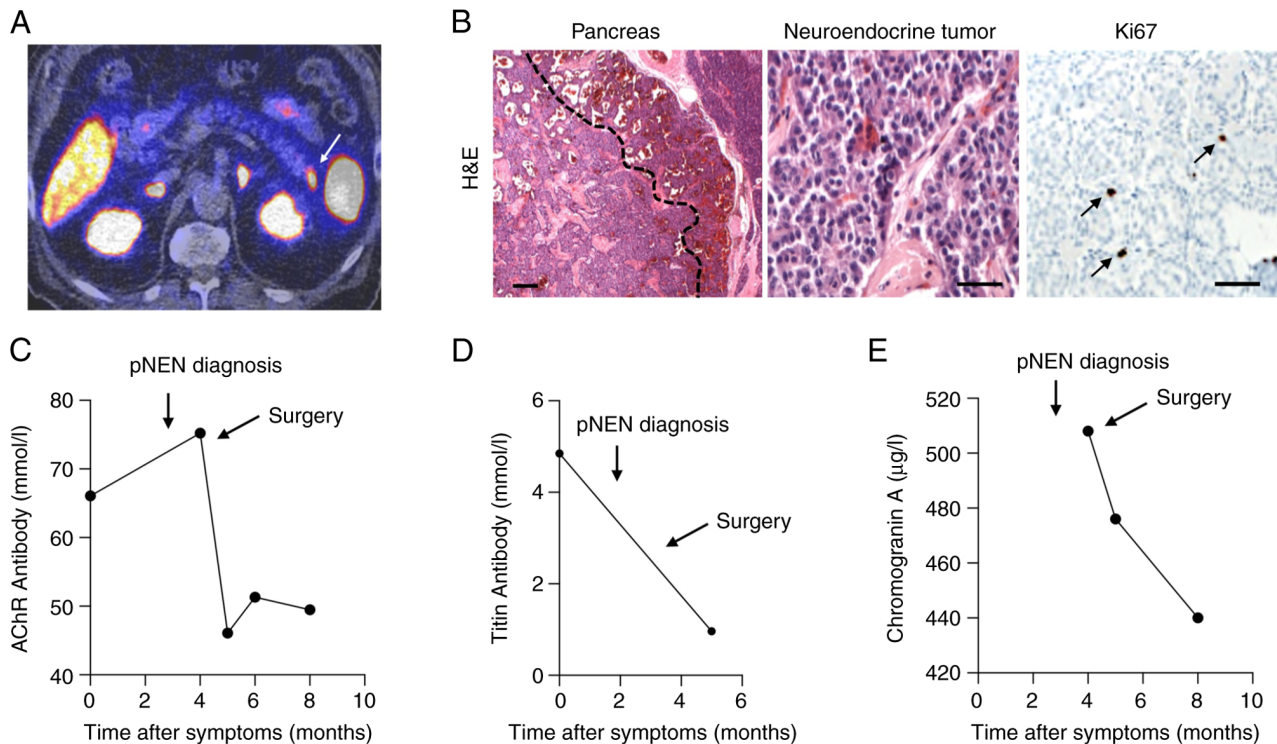 A
B
Pancreas
Neuroendocrine tumor
Ki67
H&E
C
pNEN diagnosis
Surgery
AChR Antibody (mmol/l)
80
70
60
50
40
0
2
4
6
8
10
Time after symptoms (months)
D
pNEN diagnosis
Surgery
Titin Antibody (mmol/l)
6
4
2
0
0
2
4
6
Time after symptoms (months)
E
pNEN diagnosis
Surgery
Chromogranin A (μg/l)
520
500
480
460
440
420
0
2
4
6
8
10
Time after symptoms (months)